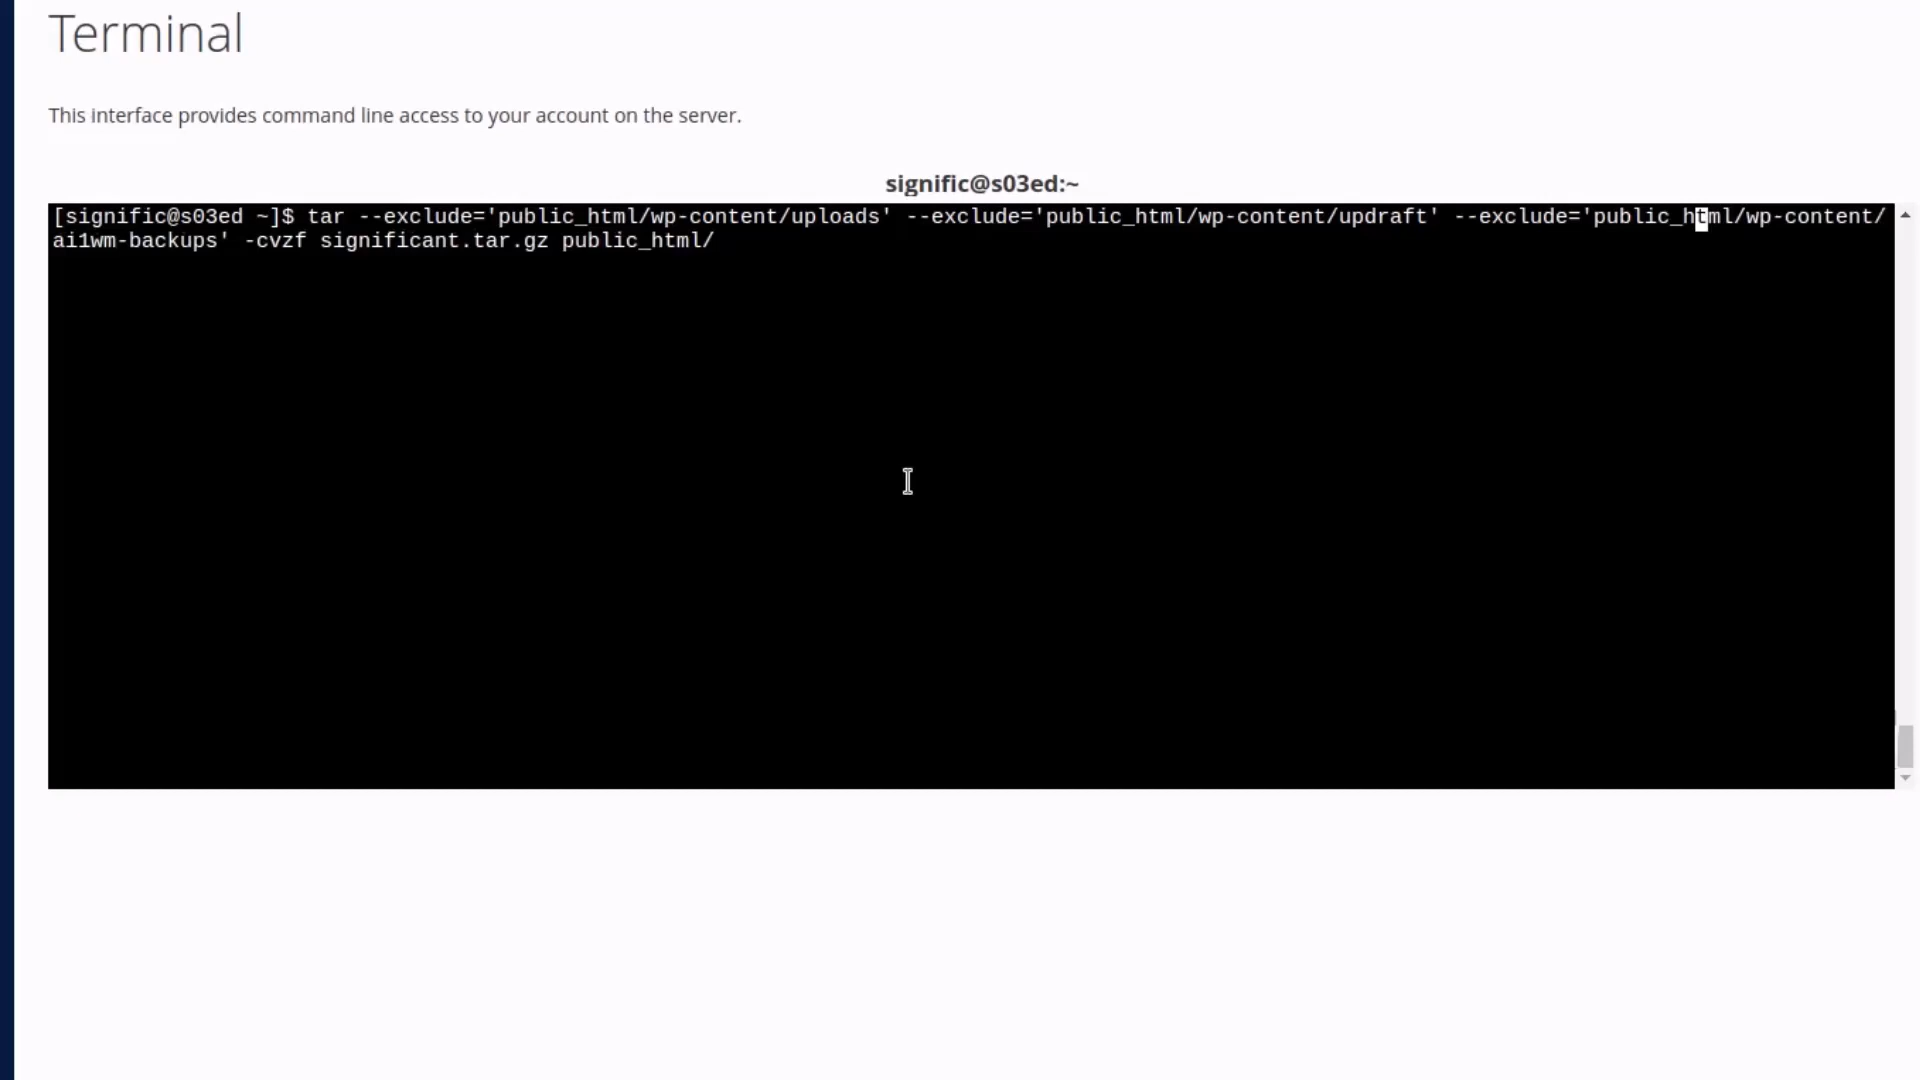 Terminal
This interface provides command line access to your account on the server.
signific@s03ed:~
[signific@s03ed ~]$ tar --exclude='public_html/wp-content/uploads' --exclude='public_html/wp-content/updraft' --exclude='public_html/wp-content/
ai1wm-backups' -cvzf significant.tar.gz public_html/